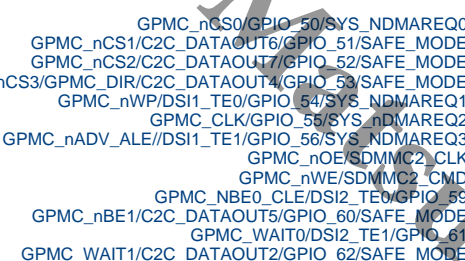 GPMC_nCS0/GPIO_50/SYS_NDMAREQ0
GPMC_nCS1/C2C_DATAOUT6/GPIO_51/SAFE_MODE
GPMC_nCS2/C2C_DATAOUT7/GPIO_52/SAFE_MODE
nCS3/GPMC_DIR/C2C_DATAOUT4/GPIO_53/SAFE_MODE
GPMC_nWP/DSI1_TE0/GPIO_54/SYS_NDMAREQ1
GPMC_CLK/GPIO_55/SYS_nDMAREQ2
GPMC_nADV_ALE//DSI1_TE1/GPIO_56/SYS_NDMAREQ3
GPMC_nOE/SDMMC2_CLK
GPMC_nWE/SDMMC2_CMD
GPMC_NBE0_CLE/DSI2_TE0/GPIO_59
GPMC_nBE1/C2C_DATAOUT5/GPIO_60/SAFE_MODE
GPMC_WAIT0/DSI2_TE1/GPIO_61
GPMC_WAIT1/C2C_DATAOUT2/GPIO_62/SAFE_MODE
Matsu